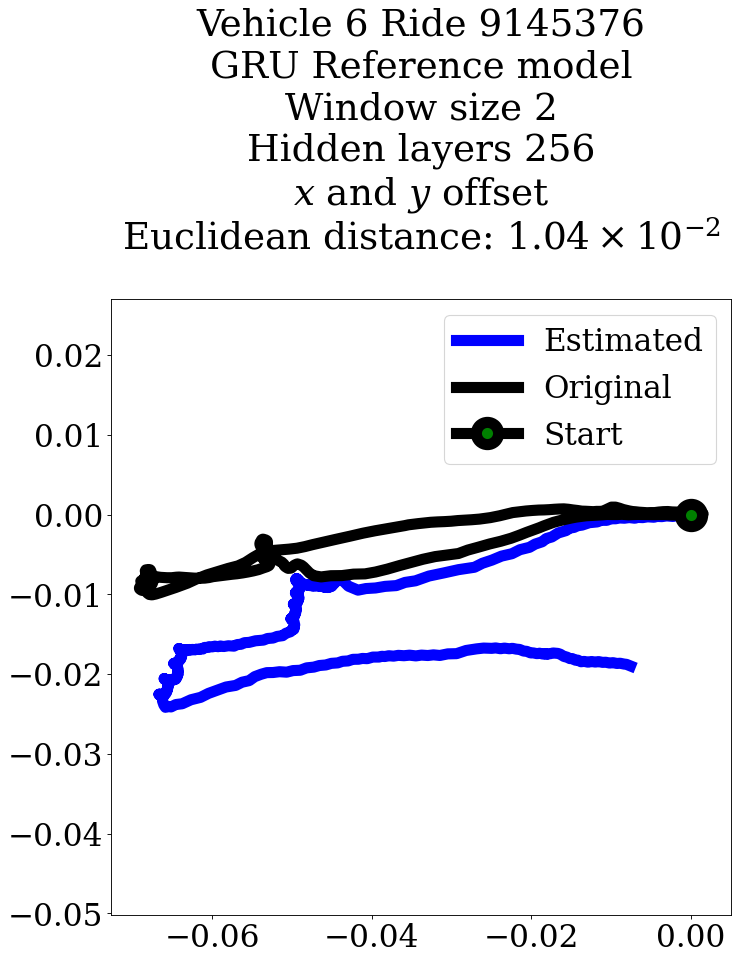 Vehicle 6 Ride 9145376
GRU Reference model
Window size 2
Hidden layers 256
x and y offset
Euclidean distance: 1.04 × 10⁻²
Estimated
Original
Start
0.02
0.01
0.00
−0.01
−0.02
−0.03
−0.04
−0.05
−0.06 −0.04 −0.02 0.00